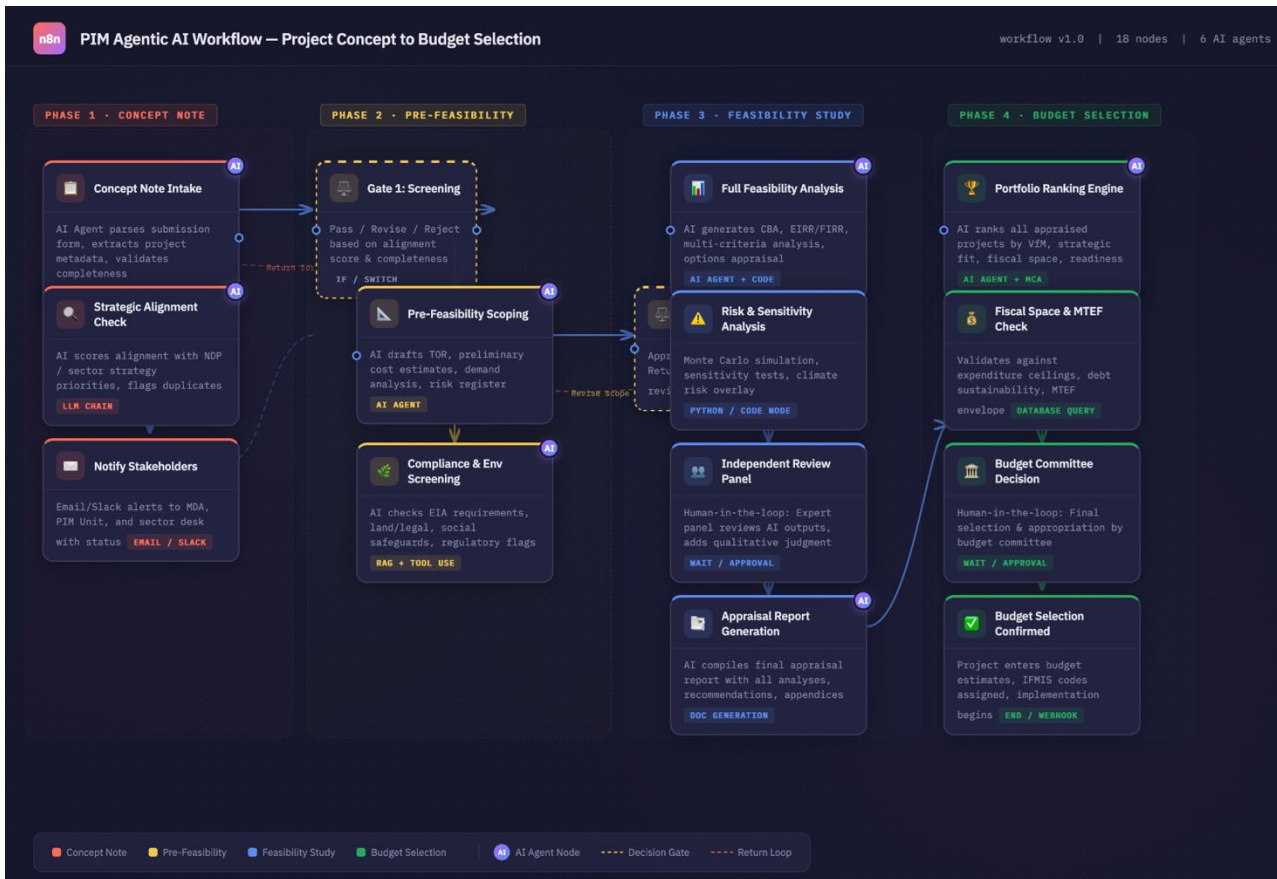 n8n
PIM Agentic AI Workflow — Project Concept to Budget Selection
workflow v1.0 | 18 nodes | 6 AI agents
PHASE 1 · CONCEPT NOTE
PHASE 2 · PRE-FEASIBILITY
PHASE 3 · FEASIBILITY STUDY
PHASE 4 · BUDGET SELECTION
AI
Concept Note Intake
AI Agent parses submission
form, extracts project
metadata, validates
completeness
Return for
AI
Strategic Alignment
Check
AI scores alignment with NDP
/ sector strategy
priorities, flags duplicates
LLM CHAIN
Notify Stakeholders
Email/Slack alerts to MDA,
PIM Unit, and sector desk
with status EMAIL / SLACK
Gate 1: Screening
Pass / Revise / Reject
based on alignment
score & completeness
IF / SWITCH
AI
Pre-Feasibility Scoping
AI drafts TOR, preliminary
cost estimates, demand
analysis, risk register
AI AGENT
Revise scope
AI
Compliance & Env
Screening
AI checks EIA requirements,
land/legal, social
safeguards, regulatory flags
RAG + TOOL USE
AI
Full Feasibility Analysis
AI generates CBA, EIRR/FIRR,
multi-criteria analysis,
options appraisal
AI AGENT + CODE
Risk & Sensitivity
Analysis
Monte Carlo simulation,
sensitivity tests, climate
risk overlay
PYTHON / CODE NODE
Independent Review
Panel
Human-in-the-loop: Expert
panel reviews AI outputs,
adds qualitative judgment
WAIT / APPROVAL
AI
Appraisal Report
Generation
AI compiles final appraisal
report with all analyses,
recommendations, appendices
DOC GENERATION
AI
Portfolio Ranking Engine
AI ranks all appraised
projects by VfM, strategic
fit, fiscal space, readiness
AI AGENT + MCA
Fiscal Space & MTEF
Check
Validates against
expenditure ceilings, debt
sustainability, MTEF
envelope DATABASE QUERY
Budget Committee
Decision
Human-in-the-loop: Final
selection & appropriation by
budget committee
WAIT / APPROVAL
Budget Selection
Confirmed
Project enters budget
estimates, IFMIS codes
assigned, implementation
begins END / WEBHOOK
Concept Note
Pre-Feasibility
Feasibility Study
Budget Selection
AI AI Agent Node
Decision Gate
Return Loop